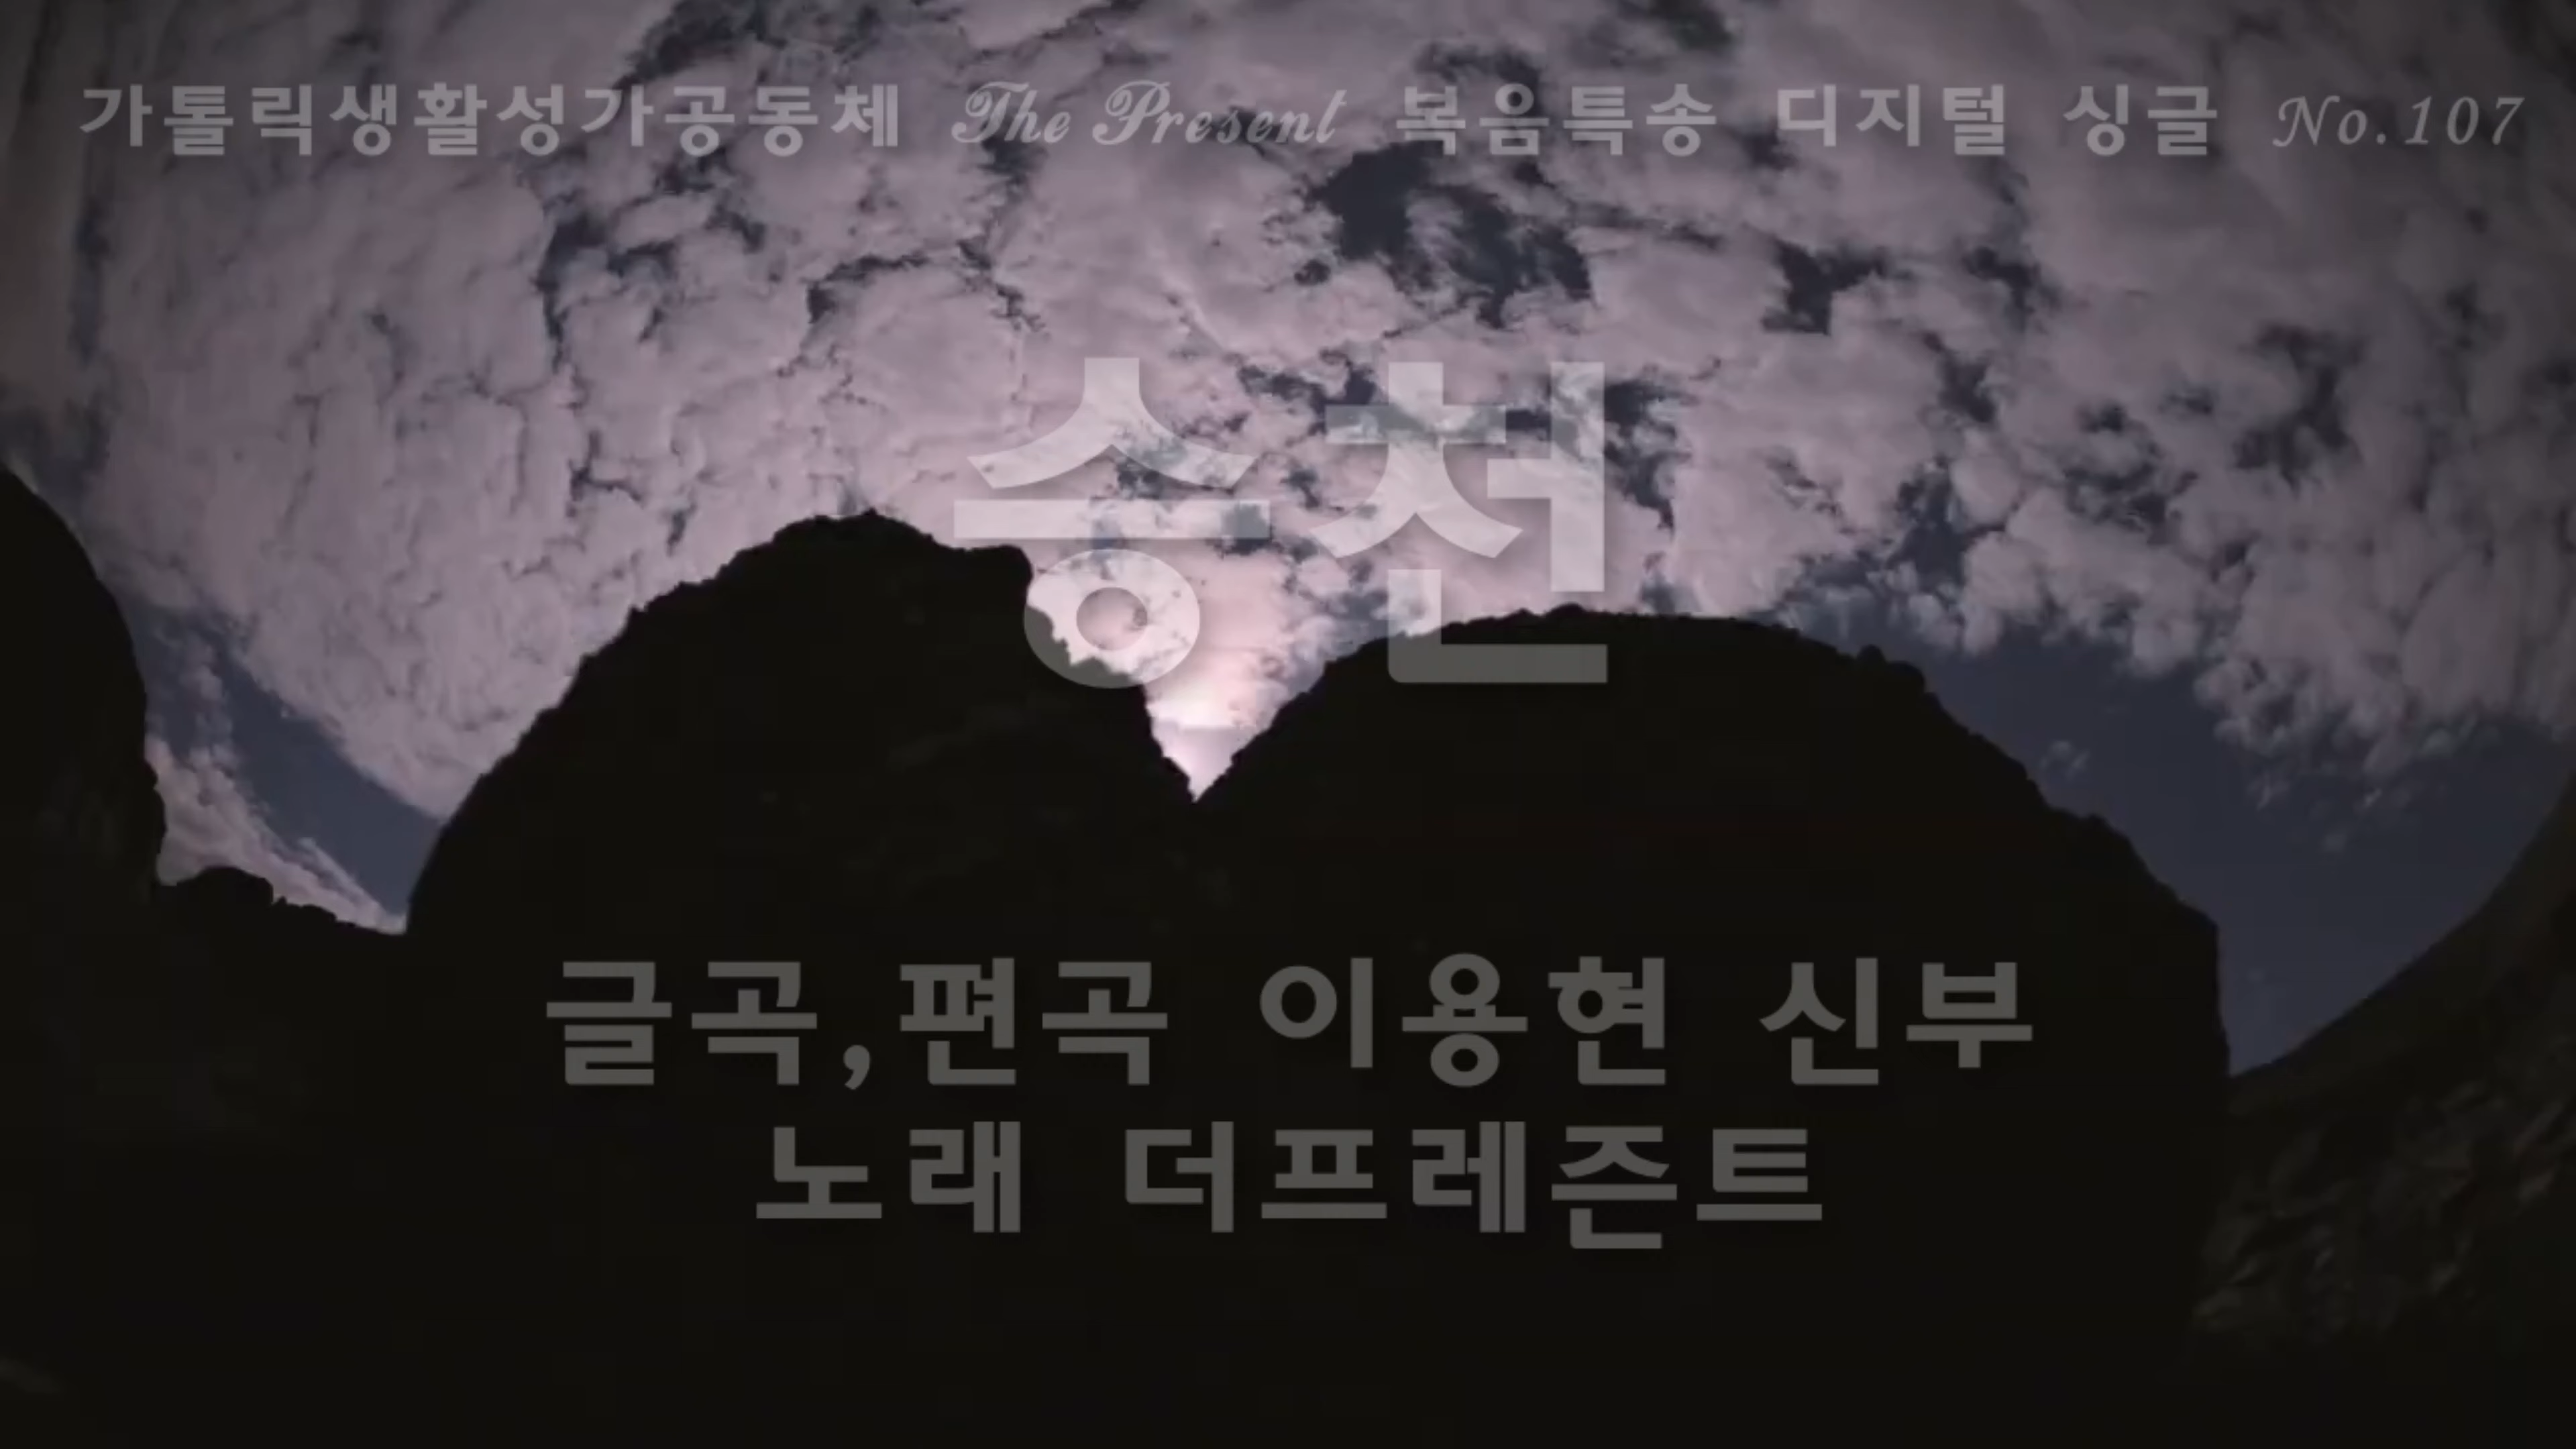 가톨릭생활성가공동체 The Present 복음특송 디지털 싱글 No.107
승천
글곡,편곡 이용현 신부
노래 더프레즌트